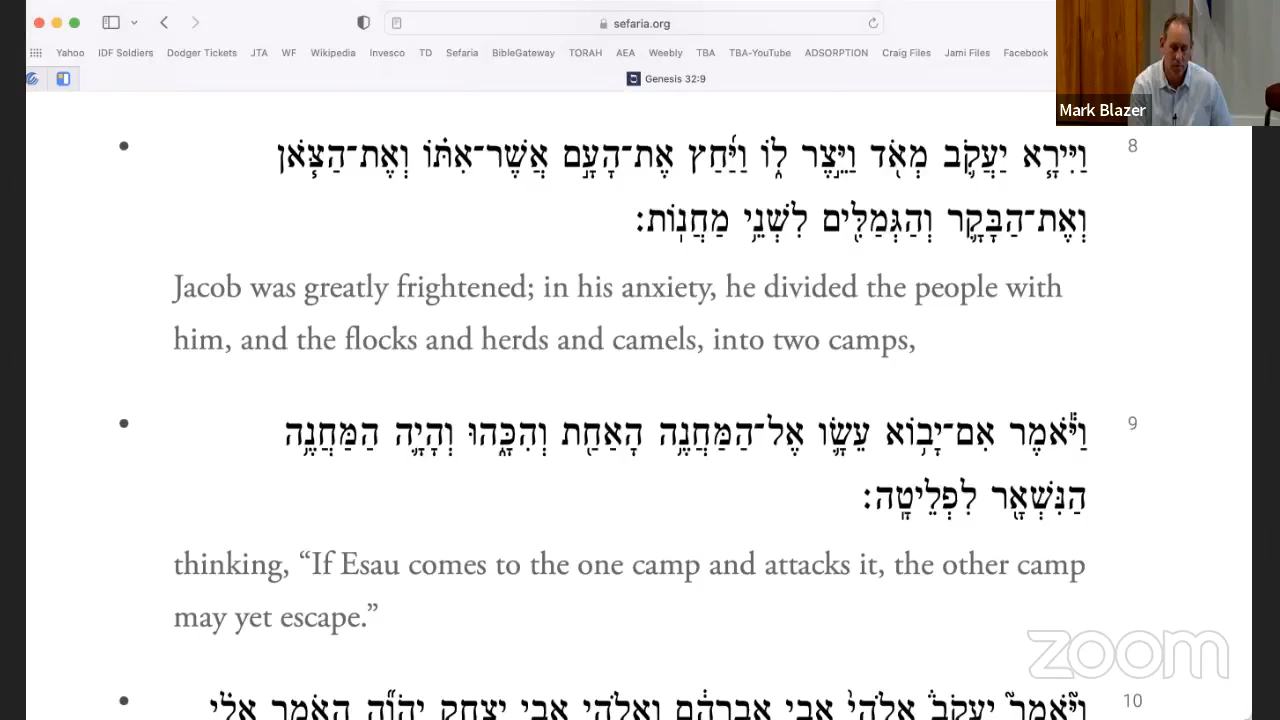 sefaria.org
Yahoo IDF Soldiers Dodger Tickets JTA WF Wikipedia Invesco TD Sefaria BibleGateway TORAH AEA Weebly TBA TBA-YouTube ADSORPTION Craig Files Jami Files Facebook
Genesis 32:9
Mark Blazer
8
וַיִּירָ֧א יַעֲקֹ֛ב מְאֹ֖ד וַיֵּ֣צֶר ל֑וֹ וַיַּ֜חַץ אֶת־הָעָ֣ם אֲשֶׁר־אִתּ֗וֹ וְאֶת־הַצֹּ֧אן
וְאֶת־הַבָּקָ֛ר וְהַגְּמַלִּ֖ים לִשְׁנֵ֥י מַחֲנֽוֹת׃
Jacob was greatly frightened; in his anxiety, he divided the people with
him, and the flocks and herds and camels, into two camps,
9
וַיֹּ֕אמֶר אִם־יָב֥וֹא עֵשָׂ֛ו אֶל־הַמַּחֲנֶ֥ה הָאַחַ֖ת וְהִכָּ֑הוּ וְהָיָ֛ה הַמַּחֲנֶ֥ה
הַנִּשְׁאָ֖ר לִפְלֵיטָֽה׃
thinking, “If Esau comes to the one camp and attacks it, the other camp
may yet escape.”
10
וַיֹּ֘אמֶר֮ יַעֲקֹב֒ אֱלֹהֵי֙ אָבִ֣י אַבְרָהָ֔ם וֵאלֹהֵ֖י אָבִ֣י יִצְחָ֑ק יְהֹוָ֞ה הָאֹמֵ֣ר אֵלַ֗י
zoom